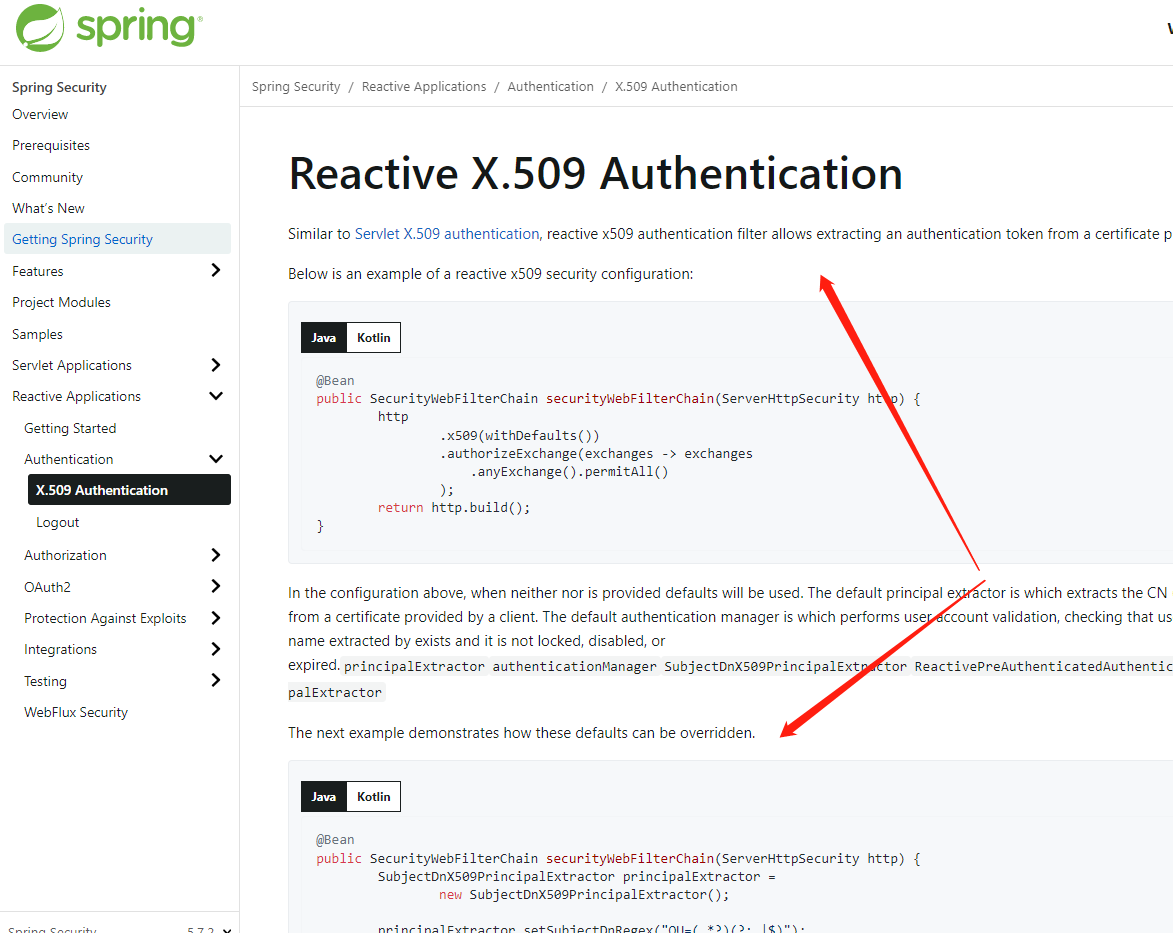 spring
Spring Security
Overview
Prerequisites
Community
What's New
Getting Spring Security
Features
Project Modules
Samples
Servlet Applications
Reactive Applications
Getting Started
Authentication
X.509 Authentication
Logout
Authorization
OAuth2
Protection Against Exploits
Integrations
Testing
WebFlux Security
Spring Security 5.7.2
Spring Security / Reactive Applications / Authentication / X.509 Authentication
Reactive X.509 Authentication
Similar to Servlet X.509 authentication, reactive x509 authentication filter allows extracting an authentication token from a certificate p
Below is an example of a reactive x509 security configuration:
Java Kotlin
@Bean
public SecurityWebFilterChain securityWebFilterChain(ServerHttpSecurity http) {
http
.x509(withDefaults())
.authorizeExchange(exchanges -> exchanges
.anyExchange().permitAll()
);
return http.build();
}
In the configuration above, when neither nor is provided defaults will be used. The default principal extractor is which extracts the CN
from a certificate provided by a client. The default authentication manager is which performs user account validation, checking that us
name extracted by exists and it is not locked, disabled, or
expired. principalExtractor authenticationManager SubjectDnX509PrincipalExtractor ReactivePreAuthenticatedAuthentic
palExtractor
The next example demonstrates how these defaults can be overridden.
Java Kotlin
@Bean
public SecurityWebFilterChain securityWebFilterChain(ServerHttpSecurity http) {
SubjectDnX509PrincipalExtractor principalExtractor =
new SubjectDnX509PrincipalExtractor();
principalExtractor.setSubjectDnRegex("OU=(.*?)(?:,|$)");